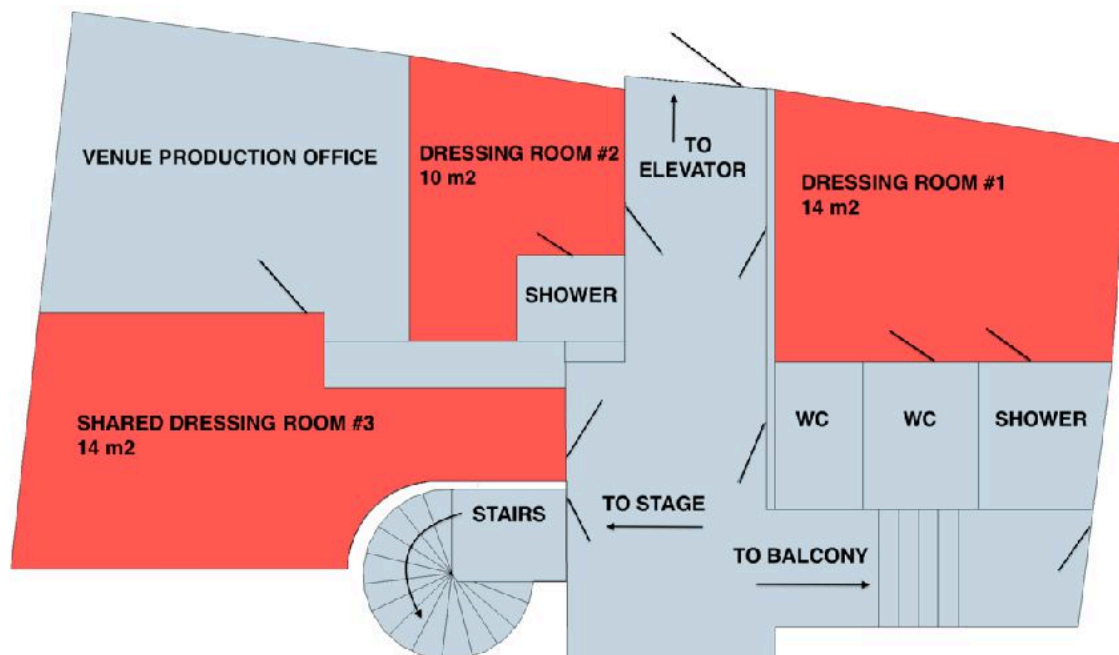 VENUE PRODUCTION OFFICE
DRESSING ROOM #2
10 m2
TO
ELEVATOR
DRESSING ROOM #1
14 m2
SHOWER
SHARED DRESSING ROOM #3
14 m2
WC
WC
SHOWER
STAIRS
TO STAGE
TO BALCONY